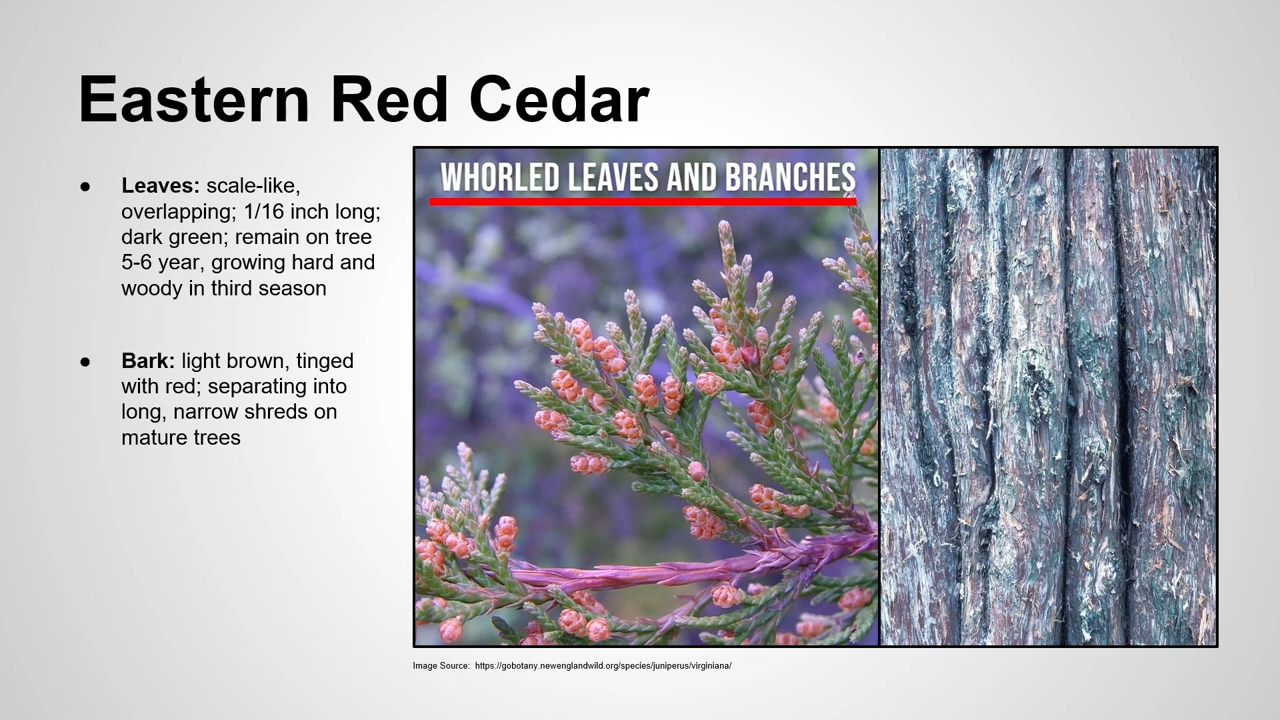 Eastern Red Cedar
WHORLED LEAVES AND BRANCHES
● Leaves: scale-like,
overlapping; 1/16 inch long;
dark green; remain on tree
5-6 year, growing hard and
woody in third season
● Bark: light brown, tinged
with red; separating into
long, narrow shreds on
mature trees
Image Source: https://gobotany.newenglandwild.org/species/juniperus/virginiana/